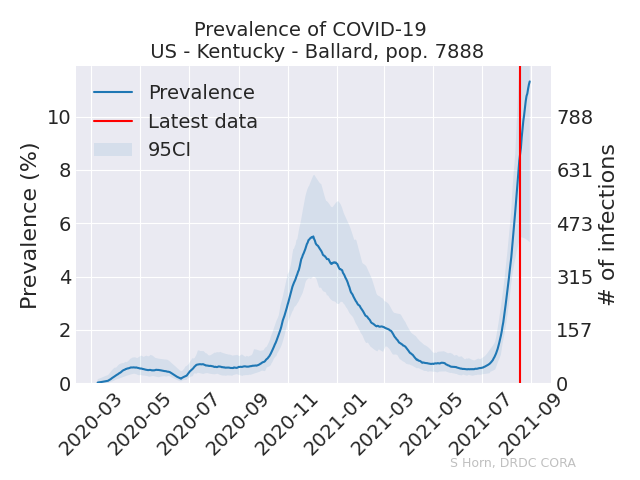 Prevalence of COVID-19
US - Kentucky - Ballard, pop. 7888
Prevalence
Latest data
95CI
Prevalence (%)
10
8
6
4
2
0
788
631
473
315
157
0
# of infections
2020-03
2020-05
2020-07
2020-09
2020-11
2021-01
2021-03
2021-05
2021-07
2021-09
S Horn, DRDC CORA